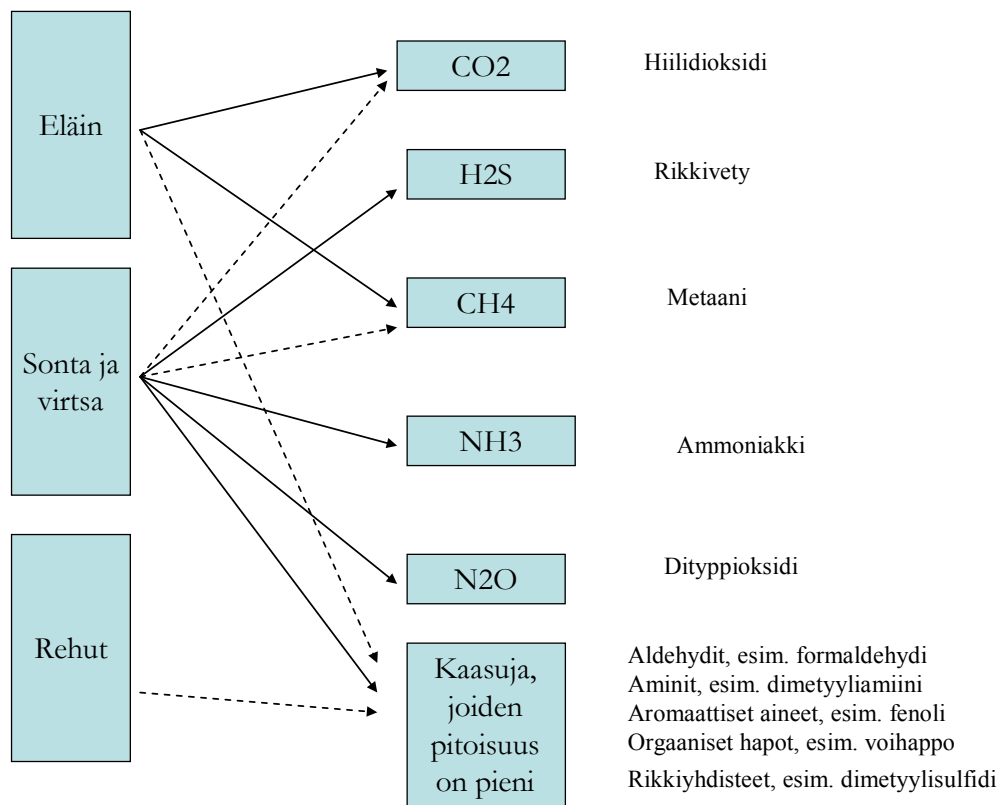 Eläin
Sonta ja
virtsa
Rehut
CO2
Hiilidioksidi
H2S
Rikkivety
CH4
Metaani
NH3
Ammoniakki
N2O
Dityppioksidi
Kaasuja,
joiden
pitoisuus
on pieni
Aldehydit, esim. formaldehydi
Aminit, esim. dimetyyliamiini
Aromaattiset aineet, esim. fenoli
Orgaaniset hapot, esim. voihappo
Rikkiyhdisteet, esim. dimetyylisulfidi